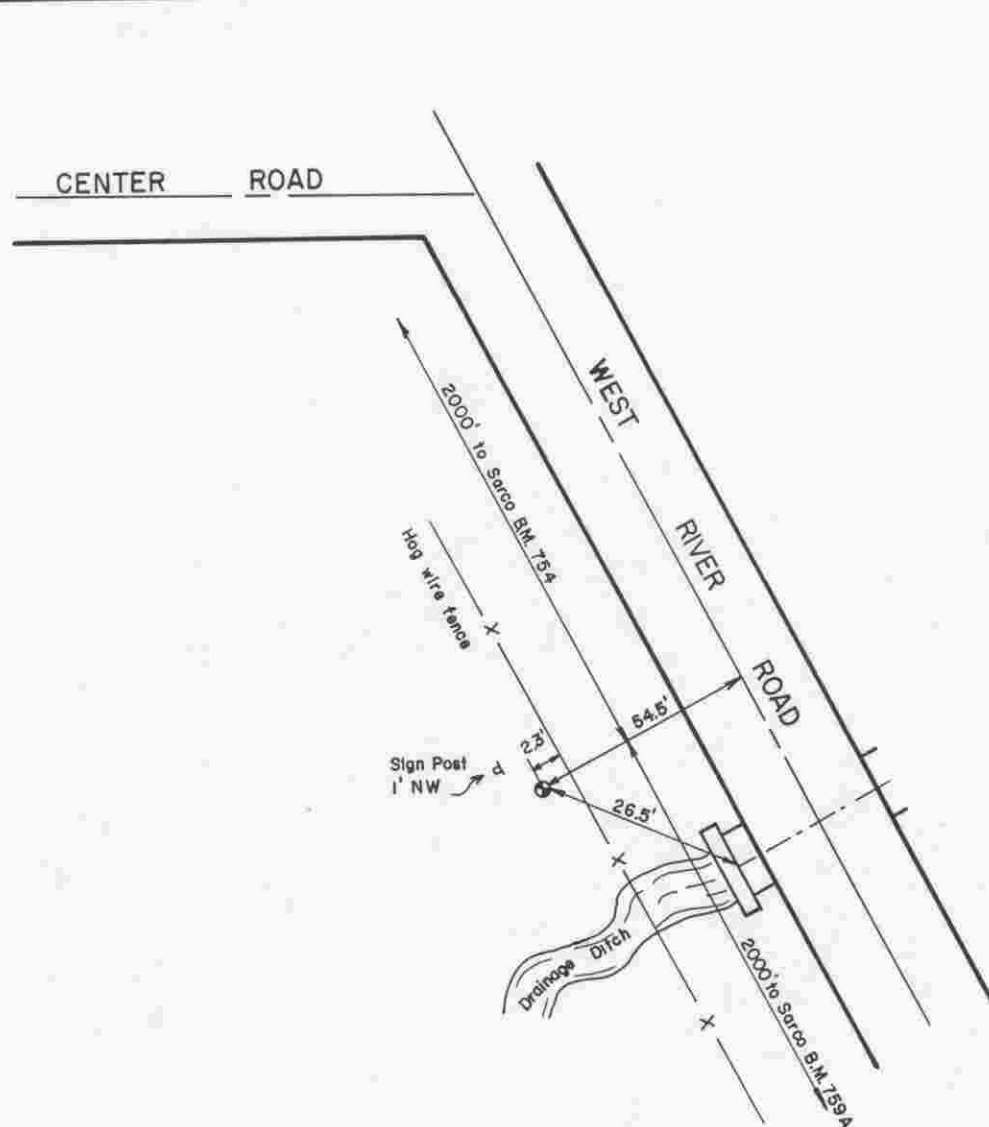 CENTER ROAD
WEST RIVER ROAD
2000' to Sarco B.M. 754
Hog wire fence
54.5'
2.3'
Sign Post
1' NW
26.5'
Drainage Ditch
2000' to Sarco B.M. 759A
X
X
X